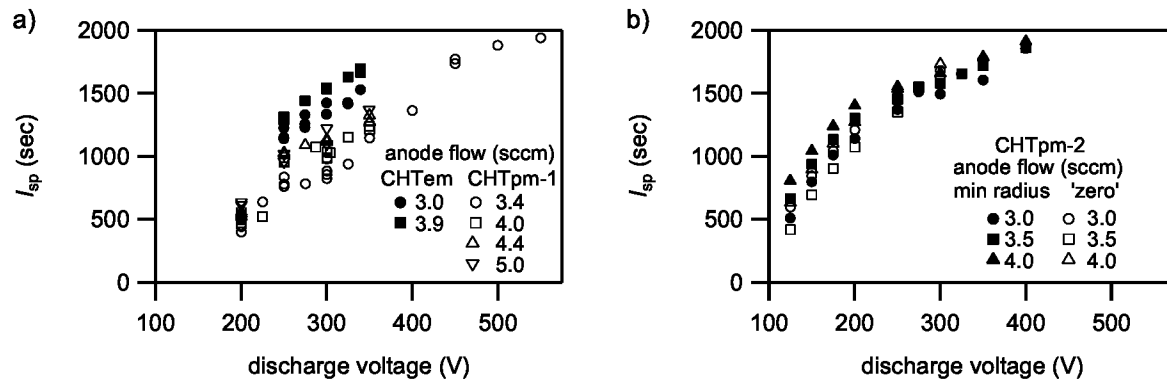 a)
2000
1500
1000
500
0
I_sp (sec)
anode flow (sccm)
CHTem CHTpm-1
3.0 3.4
3.9 4.0
4.4
5.0
100 200 300 400 500
discharge voltage (V)
b)
2000
1500
1000
500
0
I_sp (sec)
CHTpm-2
anode flow (sccm)
min radius 'zero'
3.0 3.0
3.5 3.5
4.0 4.0
100 200 300 400 500
discharge voltage (V)